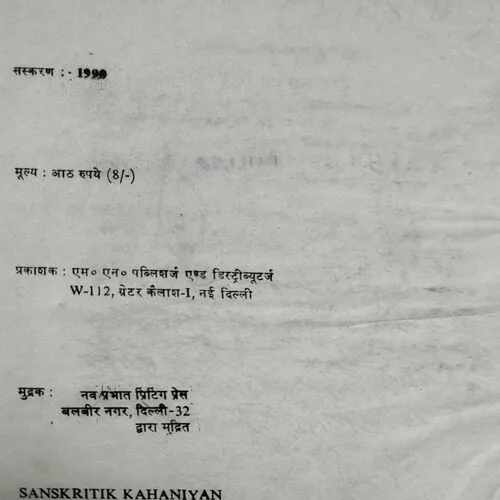 सस्करण : · 1990
मूल्य : आठ रुपये (8/-)
प्रकाशक : एम० एन० पब्लिशर्ज एण्ड डिस्ट्रीब्यूटर्ज
W-112, ग्रेटर कैलाश-I, नई दिल्ली
मुद्रक : नव प्रभात प्रिटिंग प्रेस
बलबीर नगर, दिल्ली-32
द्वारा मुद्रित
SANSKRITIK KAHANIYAN